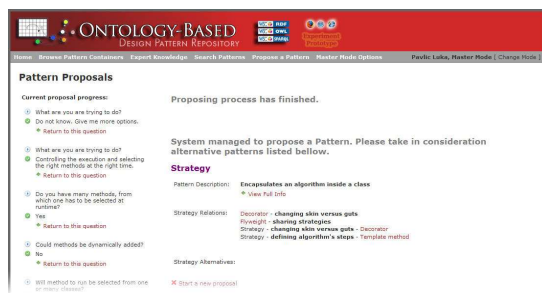 ONTOLOGY-BASED
DESIGN PATTERN REPOSITORY
W3C RDF
W3C OWL
W3C SPARQL
Experiment
Prototype
Home Browse Pattern Containers Expert Knowledge Search Patterns Propose a Pattern Master Mode Options Pavlic Luka, Master Mode [ Change Mode ]
Pattern Proposals
Current proposal progress:
What are you are trying to do?
Do not know. Give me more options.
Return to this question
What are you are trying to do?
Controlling the execution and selecting
the right methods at the right time.
Return to this question
Do you have many methods, from
which one has to be selected at
runtime?
Yes
Return to this question
Could methods be dynamically added?
No
Return to this question
Will method to run be selected from one
or many classes?
Proposing process has finished.
System managed to propose a Pattern. Please take in consideration
alternative patterns listed bellow.
Strategy
Pattern Description: Encapsulates an algorithm inside a class
View Full Info
Strategy Relations: Decorator - changing skin versus guts
Flyweight - sharing strategies
Strategy - changing skin versus guts - Decorator
Strategy - defining algorithm's steps - Template method
Strategy Alternatives:
Start a new proposal